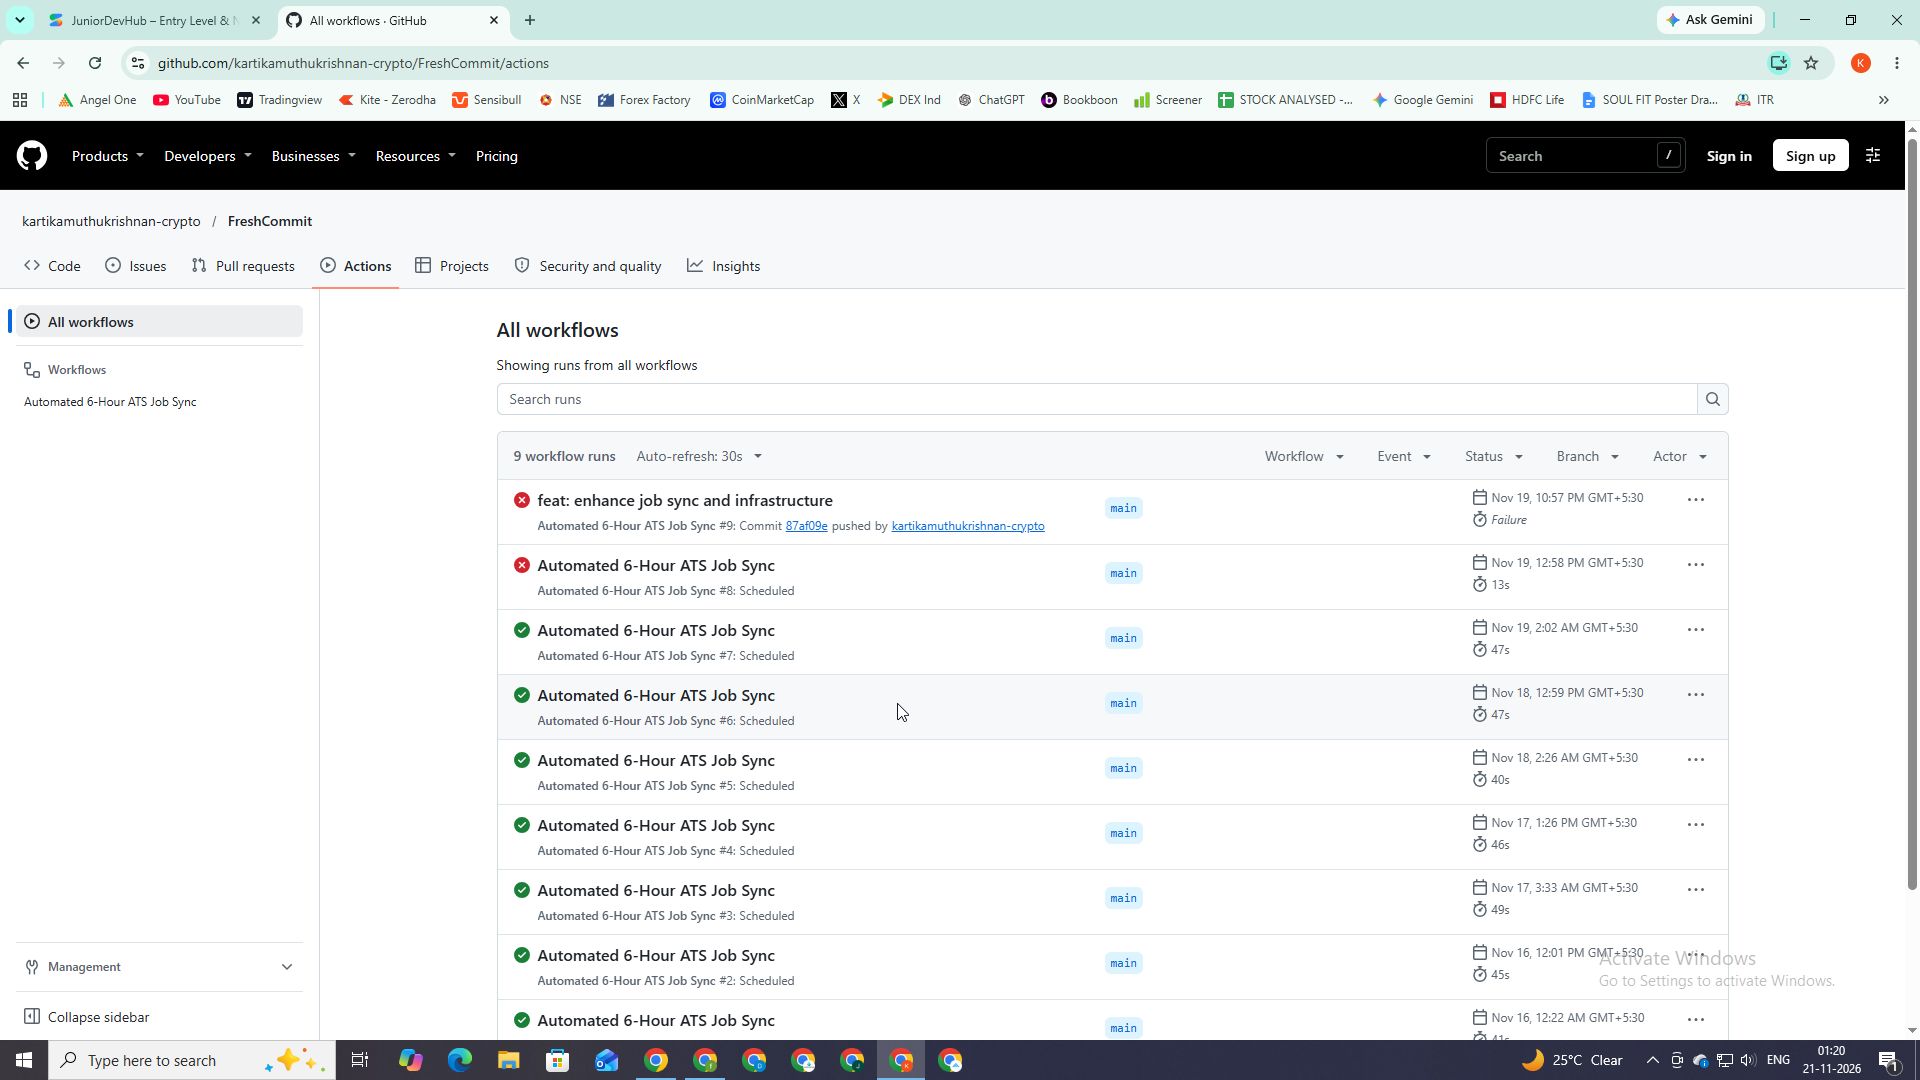 JuniorDevHub – Entry Level &
All workflows · GitHub
Ask Gemini
github.com/kartikamuthukrishnan-crypto/FreshCommit/actions
K
Angel One
YouTube
Tradingview
Kite - Zerodha
Sensibull
NSE
Forex Factory
CoinMarketCap
X
DEX Ind
ChatGPT
Bookboon
Screener
STOCK ANALYSED -...
Google Gemini
HDFC Life
SOUL FIT Poster Dra...
ITR
Products
Developers
Businesses
Resources
Pricing
Search
/
Sign in
Sign up
kartikamuthukrishnan-crypto / FreshCommit
Code
Issues
Pull requests
Actions
Projects
Security and quality
Insights
All workflows
Workflows
Automated 6-Hour ATS Job Sync
Management
Collapse sidebar
All workflows
Showing runs from all workflows
Search runs
9 workflow runs
Auto-refresh: 30s
Workflow
Event
Status
Branch
Actor
feat: enhance job sync and infrastructure
Automated 6-Hour ATS Job Sync #9: Commit 87af09e pushed by kartikamuthukrishnan-crypto
main
Nov 19, 10:57 PM GMT+5:30
Failure
Automated 6-Hour ATS Job Sync
Automated 6-Hour ATS Job Sync #8: Scheduled
main
Nov 19, 12:58 PM GMT+5:30
13s
Automated 6-Hour ATS Job Sync
Automated 6-Hour ATS Job Sync #7: Scheduled
main
Nov 19, 2:02 AM GMT+5:30
47s
Automated 6-Hour ATS Job Sync
Automated 6-Hour ATS Job Sync #6: Scheduled
main
Nov 18, 12:59 PM GMT+5:30
47s
Automated 6-Hour ATS Job Sync
Automated 6-Hour ATS Job Sync #5: Scheduled
main
Nov 18, 2:26 AM GMT+5:30
40s
Automated 6-Hour ATS Job Sync
Automated 6-Hour ATS Job Sync #4: Scheduled
main
Nov 17, 1:26 PM GMT+5:30
46s
Automated 6-Hour ATS Job Sync
Automated 6-Hour ATS Job Sync #3: Scheduled
main
Nov 17, 3:33 AM GMT+5:30
49s
Automated 6-Hour ATS Job Sync
Automated 6-Hour ATS Job Sync #2: Scheduled
main
Nov 16, 12:01 PM GMT+5:30
45s
Automated 6-Hour ATS Job Sync
main
Nov 16, 12:22 AM GMT+5:30
Activate Windows
Go to Settings to activate Windows.
Type here to search
25°C Clear
ENG
01:20
21-11-2026
1